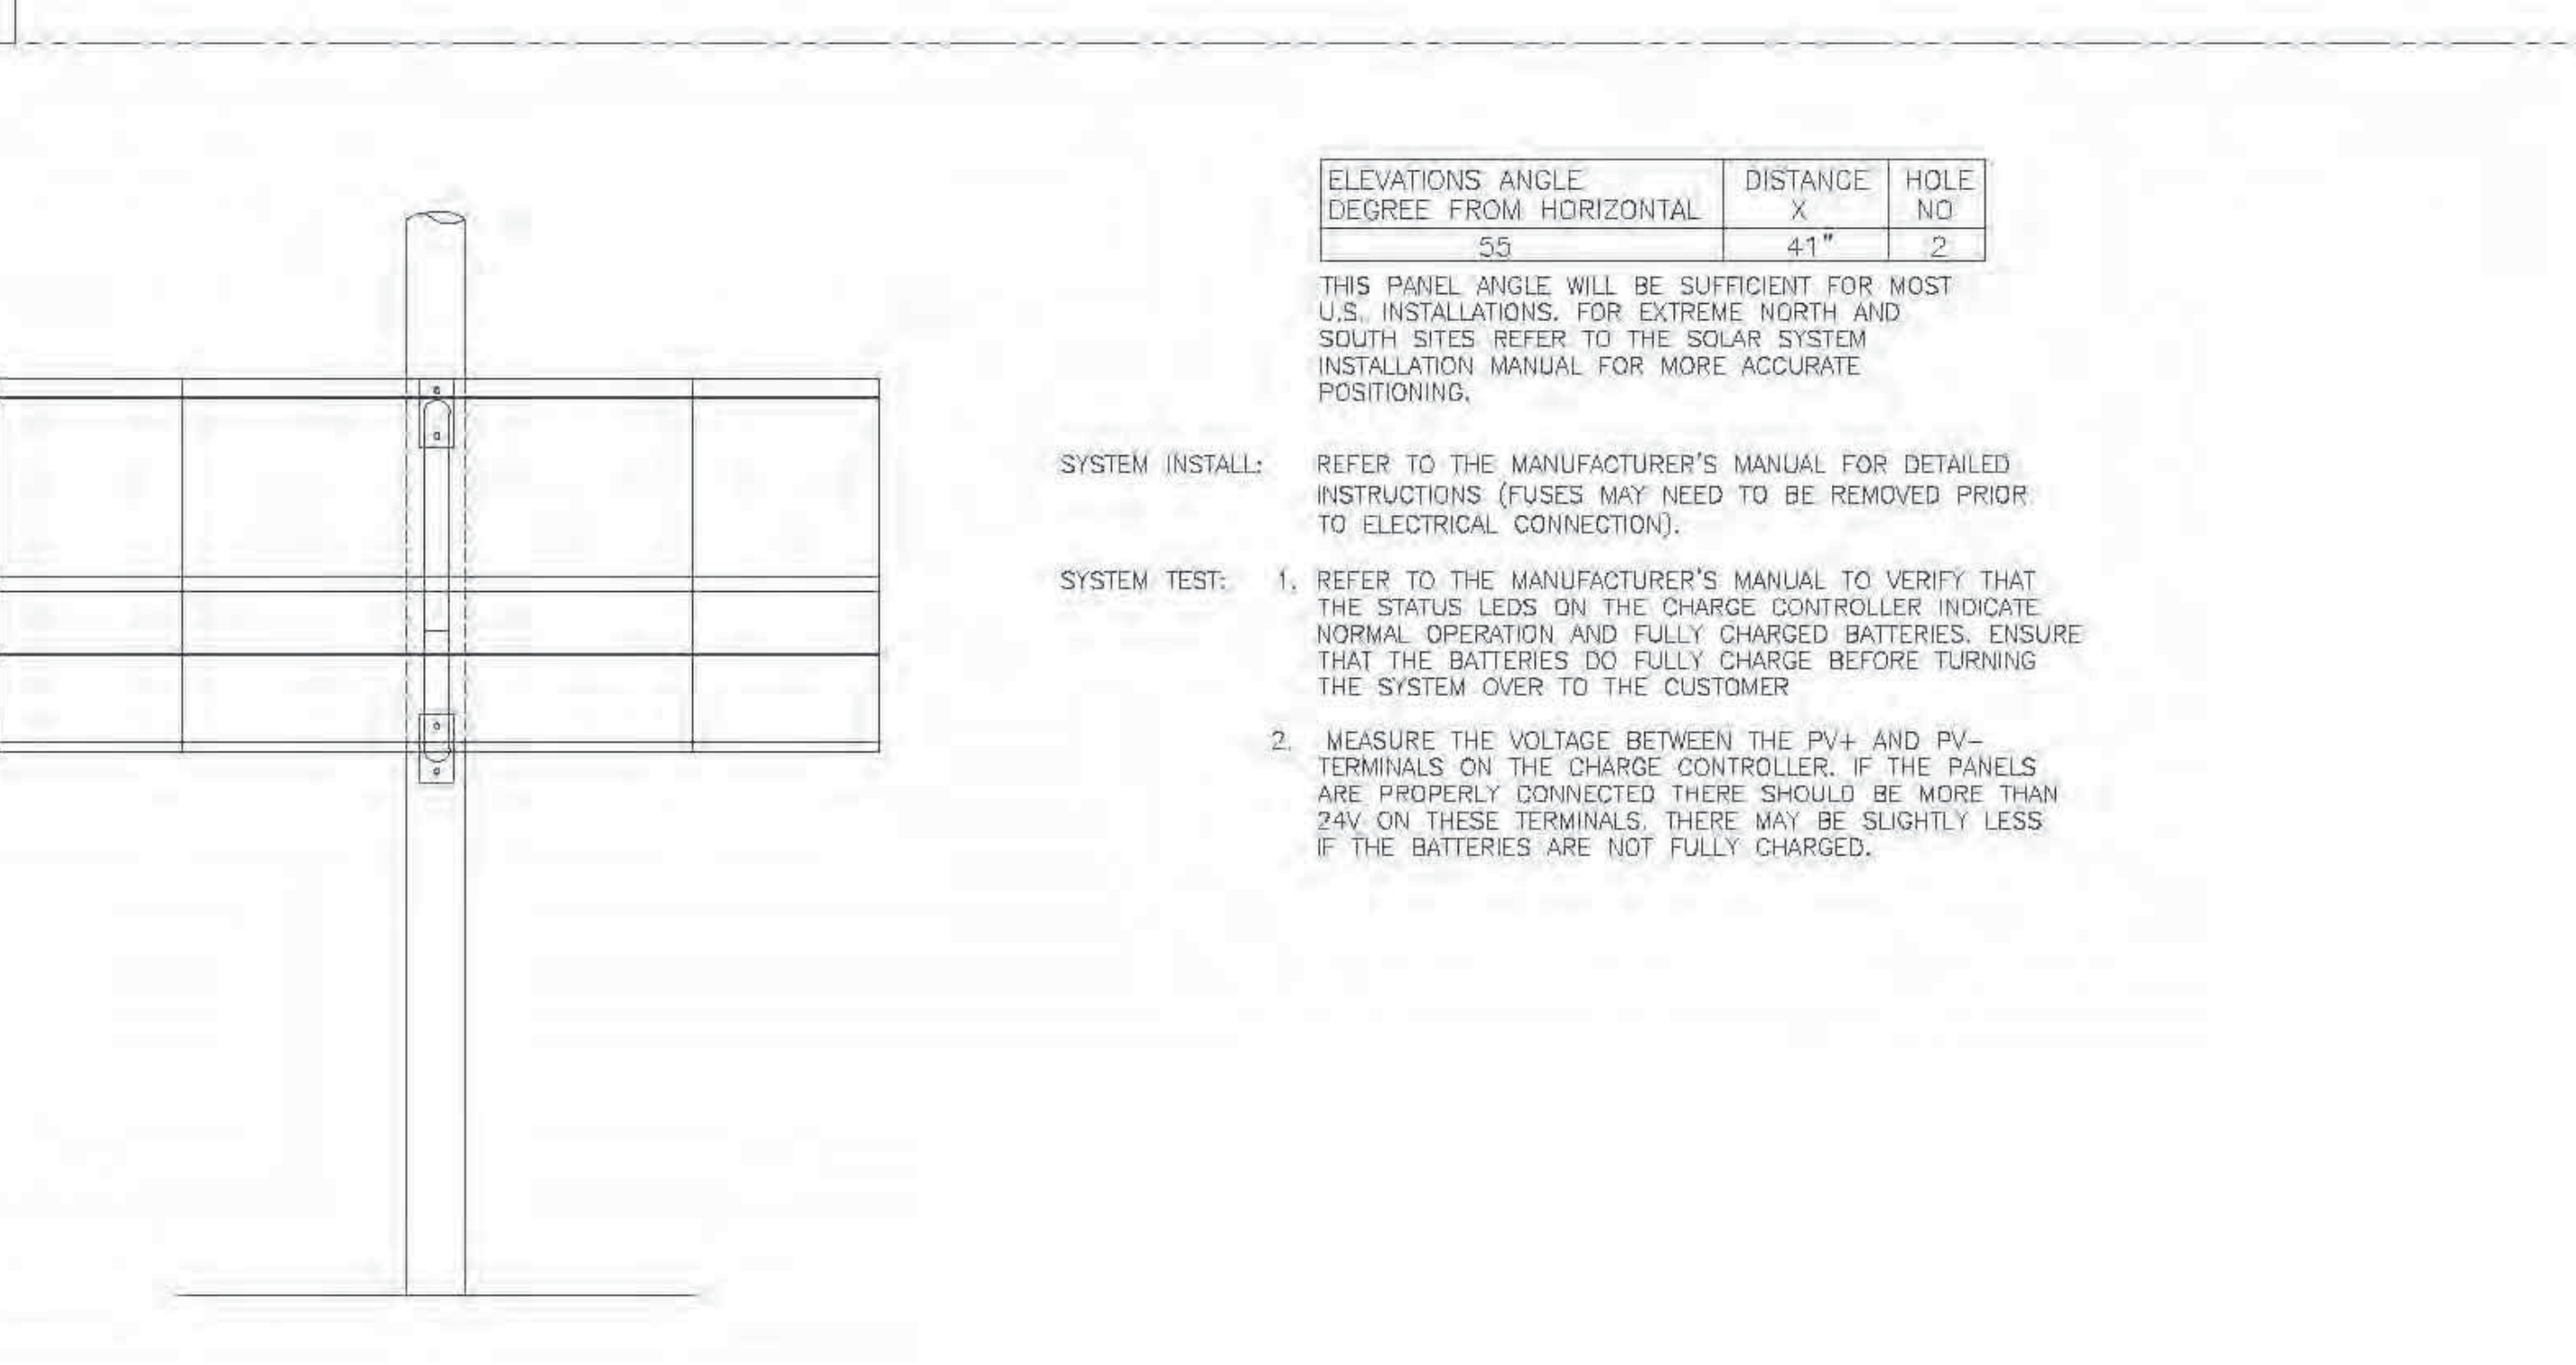 ELEVATIONS ANGLE DISTANCE HOLE
DEGREE FROM HORIZONTAL X NO
55 41" 2
THIS PANEL ANGLE WILL BE SUFFICIENT FOR MOST
U.S. INSTALLATIONS. FOR EXTREME NORTH AND
SOUTH SITES REFER TO THE SOLAR SYSTEM
INSTALLATION MANUAL FOR MORE ACCURATE
POSITIONING.
SYSTEM INSTALL: REFER TO THE MANUFACTURER'S MANUAL FOR DETAILED
INSTRUCTIONS (FUSES MAY NEED TO BE REMOVED PRIOR
TO ELECTRICAL CONNECTION).
SYSTEM TEST: 1. REFER TO THE MANUFACTURER'S MANUAL TO VERIFY THAT
THE STATUS LEDS ON THE CHARGE CONTROLLER INDICATE
NORMAL OPERATION AND FULLY CHARGED BATTERIES. ENSURE
THAT THE BATTERIES DO FULLY CHARGE BEFORE TURNING
THE SYSTEM OVER TO THE CUSTOMER
2. MEASURE THE VOLTAGE BETWEEN THE PV+ AND PV-
TERMINALS ON THE CHARGE CONTROLLER. IF THE PANELS
ARE PROPERLY CONNECTED THERE SHOULD BE MORE THAN
24V ON THESE TERMINALS. THERE MAY BE SLIGHTLY LESS
IF THE BATTERIES ARE NOT FULLY CHARGED.